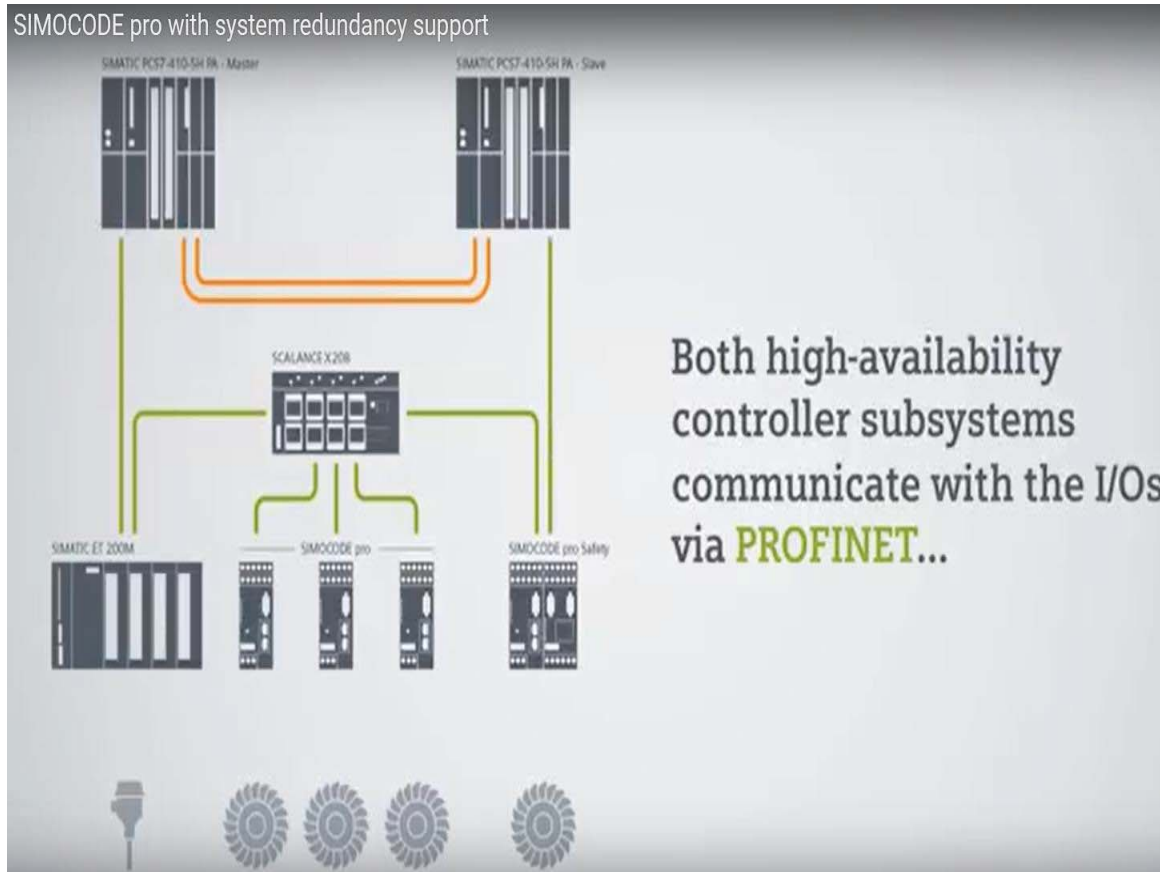 SIMOCODE pro with system redundancy support
SIMATIC PCS7-410-5H PA - Master
SIMATIC PCS7-410-5H PA - Slave
SCALANCE X208
Both high-availability
controller subsystems
communicate with the I/Os
via PROFINET...
SIMATIC ET 200M
SIMOCODE pro
SIMOCODE pro Safety